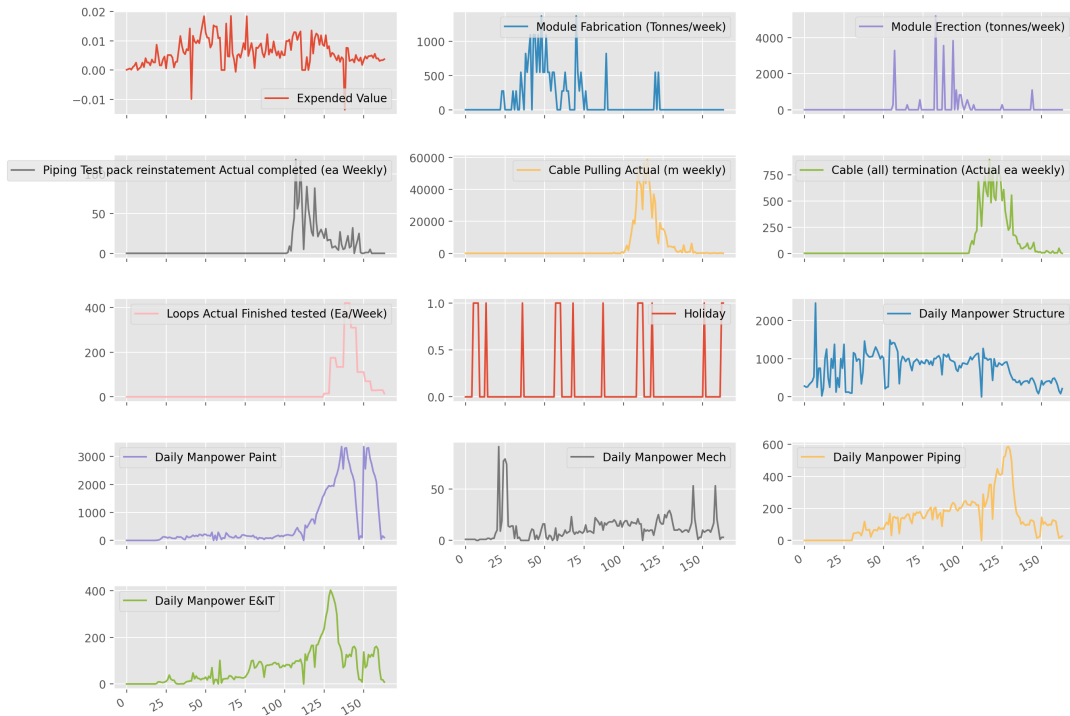 0.02
0.01
0.00
−0.01
Expended Value
1000
500
0
Module Fabrication (Tonnes/week)
4000
2000
0
Module Erection (tonnes/week)
100
50
0
Piping Test pack reinstatement Actual completed (ea Weekly)
60000
40000
20000
0
Cable Pulling Actual (m weekly)
750
500
250
0
Cable (all) termination (Actual ea weekly)
400
200
0
Loops Actual Finished tested (Ea/Week)
1.0
0.5
0.0
Holiday
2000
1000
0
Daily Manpower Structure
3000
2000
1000
0
Daily Manpower Paint
50
0
Daily Manpower Mech
0 25 50 75 100 125 150
600
400
200
0
Daily Manpower Piping
0 25 50 75 100 125 150
400
200
0
Daily Manpower E&IT
0 25 50 75 100 125 150